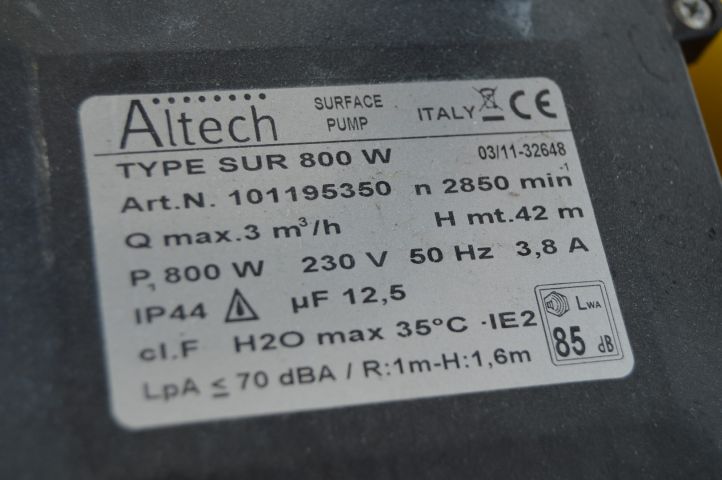 Altech SURFACE PUMP ITALY CE
TYPE SUR 800 W 03/11-32648
Art.N. 101195350 n 2850 min⁻¹
Q max.3 m³/h H mt.42 m
P₁ 800 W 230 V 50 Hz 3,8 A
IP44 µF 12,5
cl.F H2O max 35°C ·IE2
LWA
85 dB
LpA ≤ 70 dBA / R:1m-H:1,6m